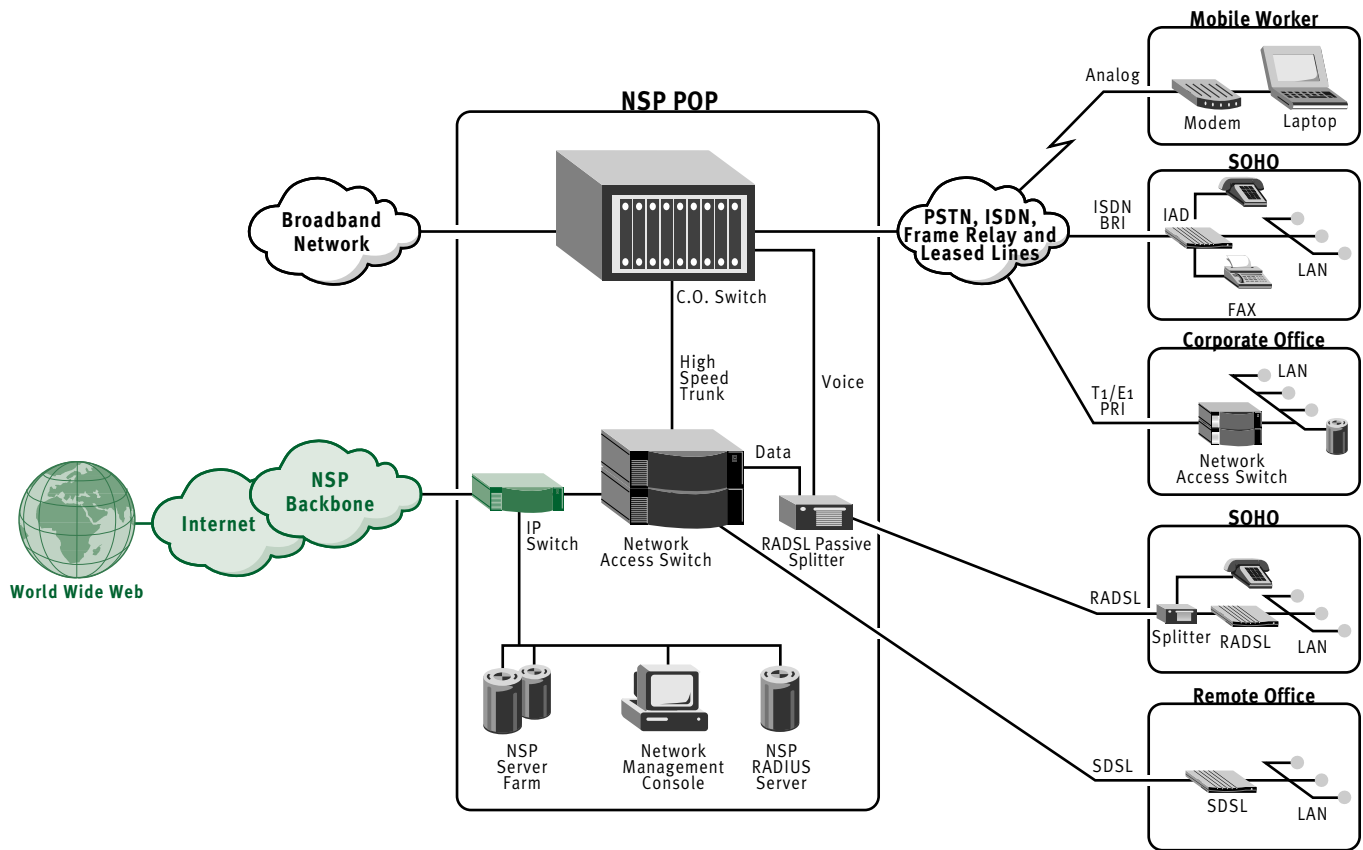 Mobile Worker
Analog
Modem
Laptop
NSP POP
SOHO
ISDN
BRI
IAD
LAN
FAX
Broadband
Network
PSTN, ISDN,
Frame Relay and
Leased Lines
C.O. Switch
High
Speed
Trunk
Voice
Corporate Office
LAN
T1/E1
PRI
Network
Access Switch
Data
NSP
Backbone
Internet
World Wide Web
IP
Switch
Network
Access Switch
RADSL Passive
Splitter
SOHO
RADSL
Splitter
RADSL
LAN
NSP
Server
Farm
Network
Management
Console
NSP
RADIUS
Server
Remote Office
SDSL
SDSL
LAN